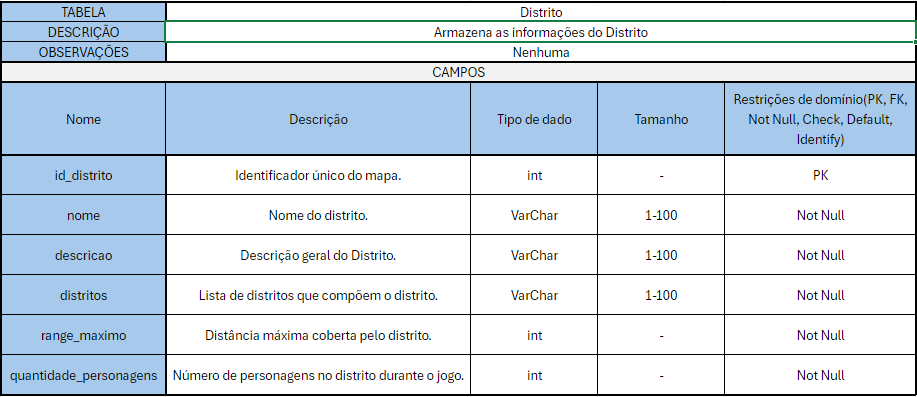 TABELA Distrito
DESCRIÇÃO Armazena as informações do Distrito
OBSERVAÇÕES Nenhuma
CAMPOS
Nome Descrição Tipo de dado Tamanho Restrições de domínio(PK, FK,
Not Null, Check, Default,
Identify)
id_distrito Identificador único do mapa. int - PK
nome Nome do distrito. VarChar 1-100 Not Null
descricao Descrição geral do Distrito. VarChar 1-100 Not Null
distritos Lista de distritos que compõem o distrito. VarChar 1-100 Not Null
range_maximo Distância máxima coberta pelo distrito. int - Not Null
quantidade_personagens Número de personagens no distrito durante o jogo. int - Not Null